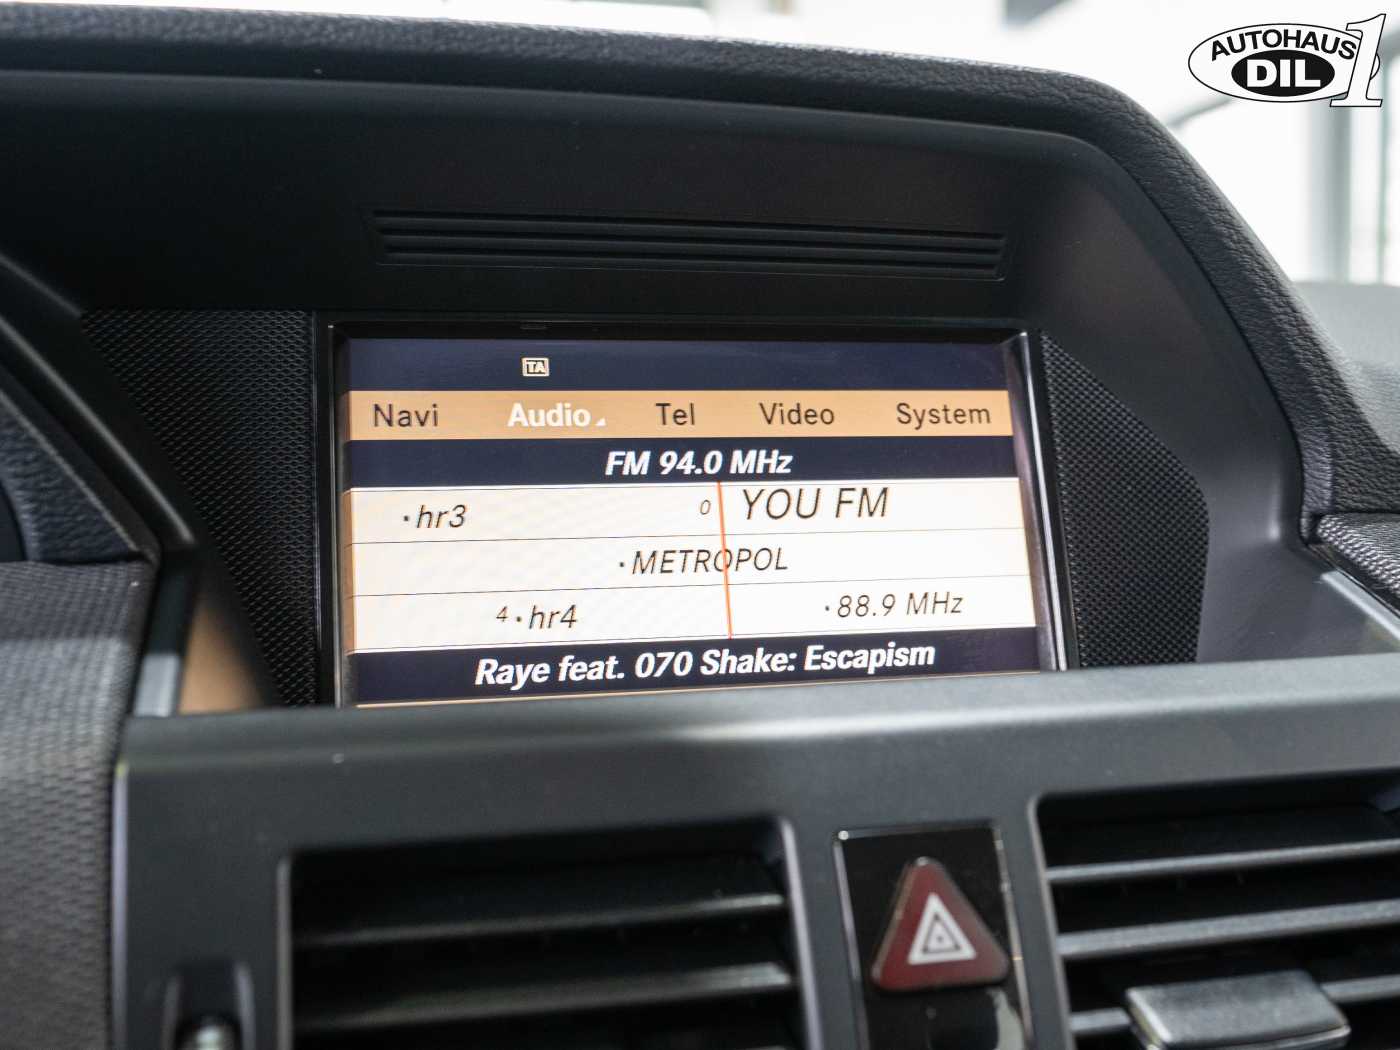 AUTOHAUS
DIL 1
TA
Navi Audio Tel Video System
FM 94.0 MHz
·hr3 0 YOU FM
·METROPOL
4·hr4 ·88.9 MHz
Raye feat. 070 Shake: Escapism